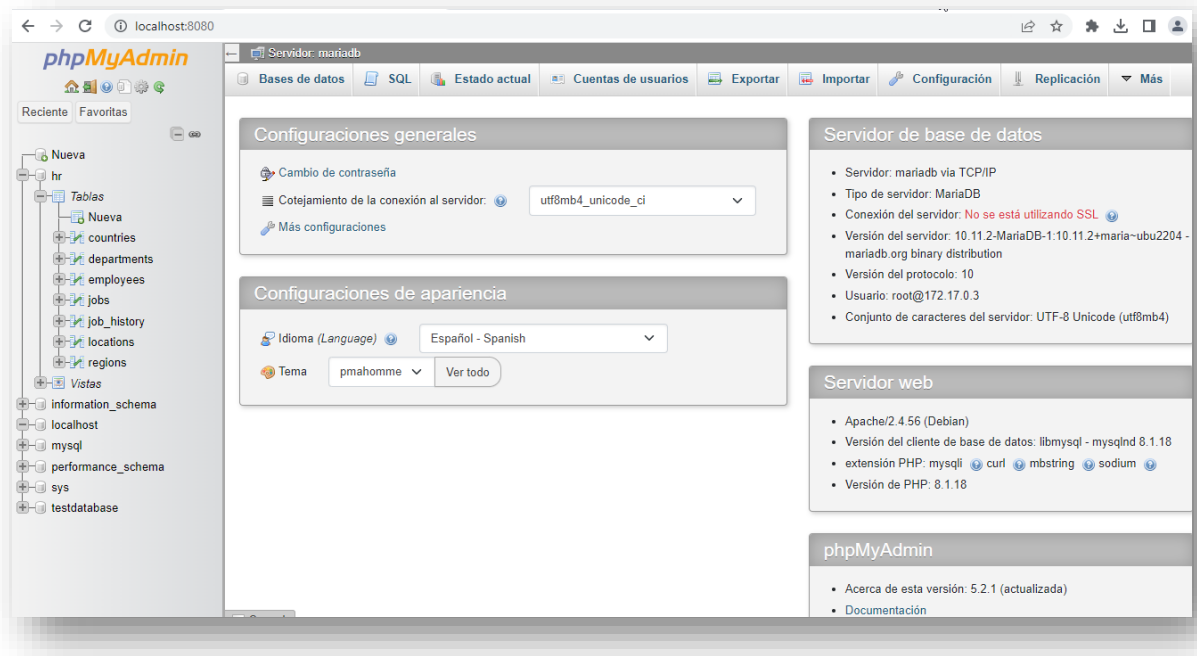 localhost:8080
phpMyAdmin
Reciente Favoritas
Nueva
hr
Tablas
Nueva
countries
departments
employees
jobs
job_history
locations
regions
Vistas
information_schema
localhost
mysql
performance_schema
sys
testdatabase
Servidor: mariadb
Bases de datos SQL Estado actual Cuentas de usuarios Exportar Importar Configuración Replicación Más
Configuraciones generales
Cambio de contraseña
Cotejamiento de la conexión al servidor: utf8mb4_unicode_ci
Más configuraciones
Configuraciones de apariencia
Idioma (Language) Español - Spanish
Tema pmahomme Ver todo
Servidor de base de datos
• Servidor: mariadb via TCP/IP
• Tipo de servidor: MariaDB
• Conexión del servidor: No se está utilizando SSL
• Versión del servidor: 10.11.2-MariaDB-1:10.11.2+maria~ubu2204 -
mariadb.org binary distribution
• Versión del protocolo: 10
• Usuario: root@172.17.0.3
• Conjunto de caracteres del servidor: UTF-8 Unicode (utf8mb4)
Servidor web
• Apache/2.4.56 (Debian)
• Versión del cliente de base de datos: libmysql - mysqlnd 8.1.18
• extensión PHP: mysqli curl mbstring sodium
• Versión de PHP: 8.1.18
phpMyAdmin
• Acerca de esta versión: 5.2.1 (actualizada)
• Documentación